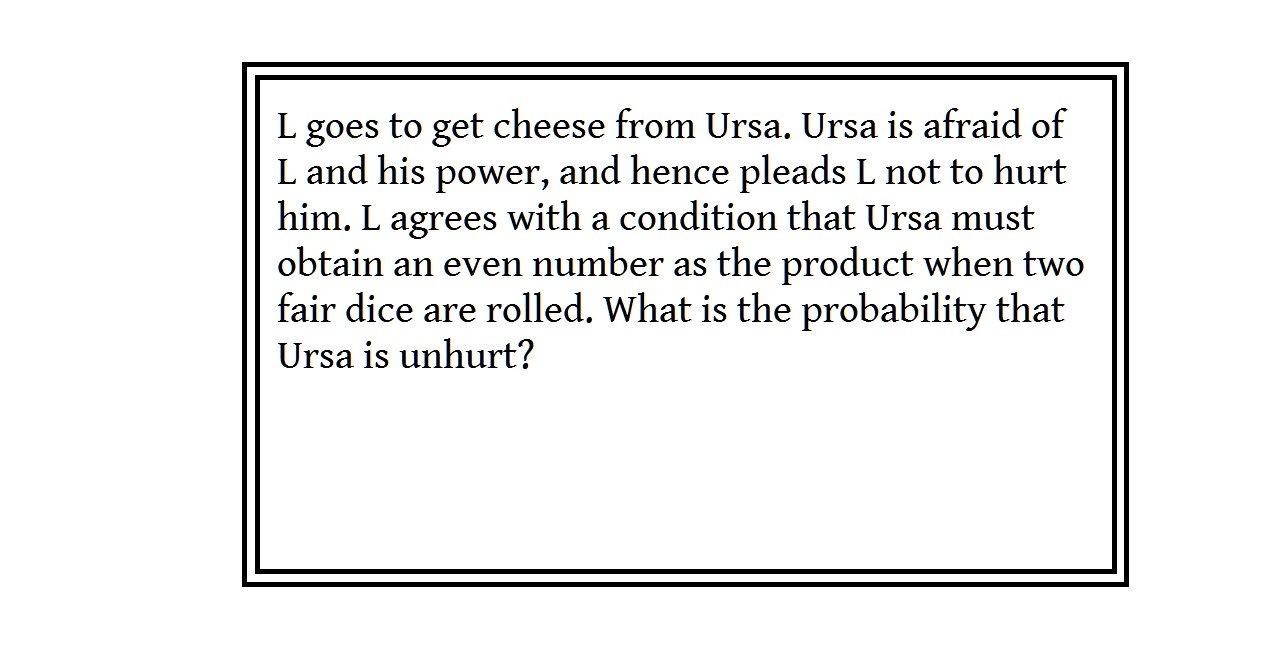 L goes to get cheese from Ursa. Ursa is afraid of
L and his power, and hence pleads L not to hurt
him. L agrees with a condition that Ursa must
obtain an even number as the product when two
fair dice are rolled. What is the probability that
Ursa is unhurt?